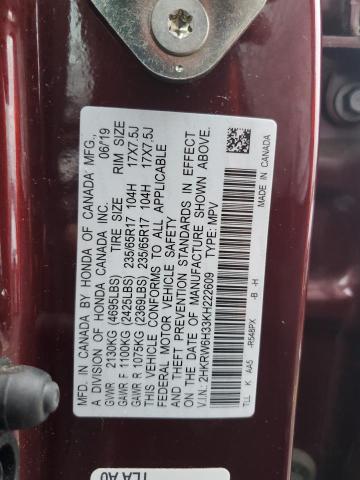 MFD. IN CANADA BY HONDA OF CANADA MFG.,
A DIVISION OF HONDA CANADA INC. 06/19
GVWR 2130KG (4695LBS) TIRE SIZE RIM SIZE
GAWR F 1100KG (2425LBS) 235/65R17 104H 17X7.5J
GAWR R 1075KG (2366LBS) 235/65R17 104H 17X7.5J
THIS VEHICLE CONFORMS TO ALL APPLICABLE
FEDERAL MOTOR VEHICLE SAFETY
AND THEFT PREVENTION STANDARDS IN EFFECT
ON THE DATE OF MANUFACTURE SHOWN ABOVE.
V.I.N.: 2HKRW6H33KH222609 TYPE: MPV
TLL K AA5 -R548PX -B -H
MADE IN CANADA
TLA A0